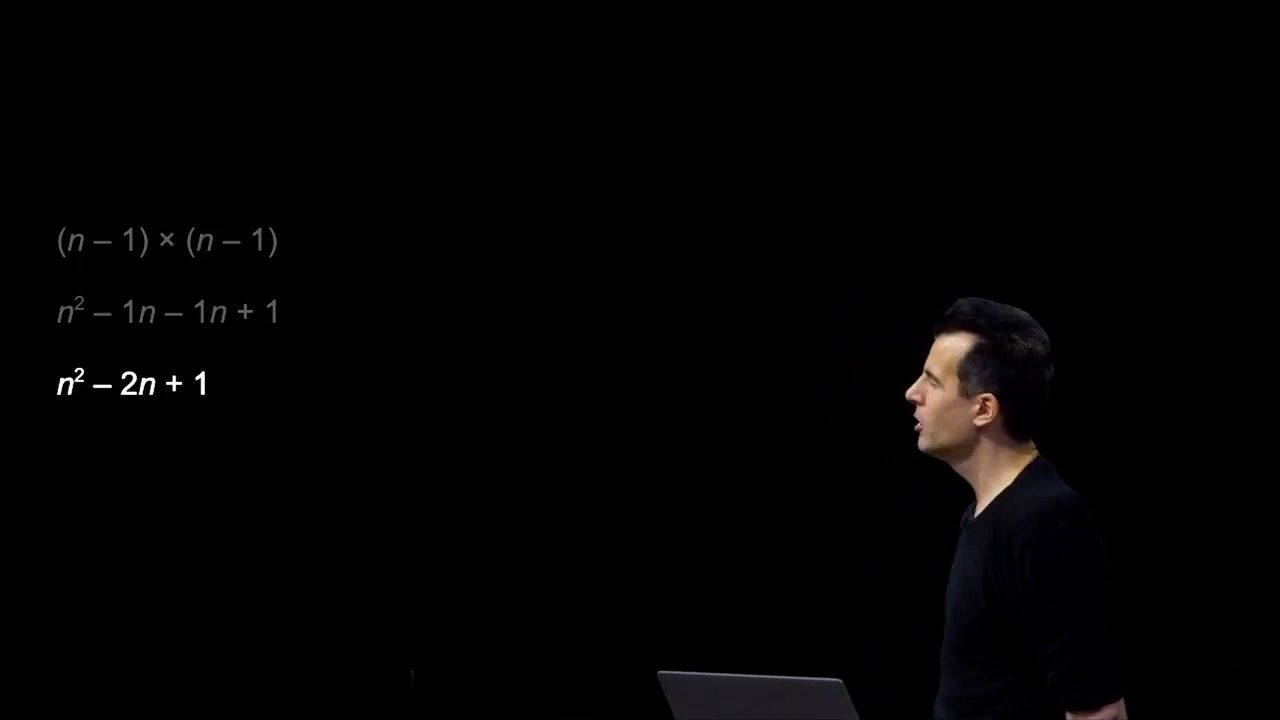 (n – 1) × (n – 1)
n² – 1n – 1n + 1
n² – 2n + 1